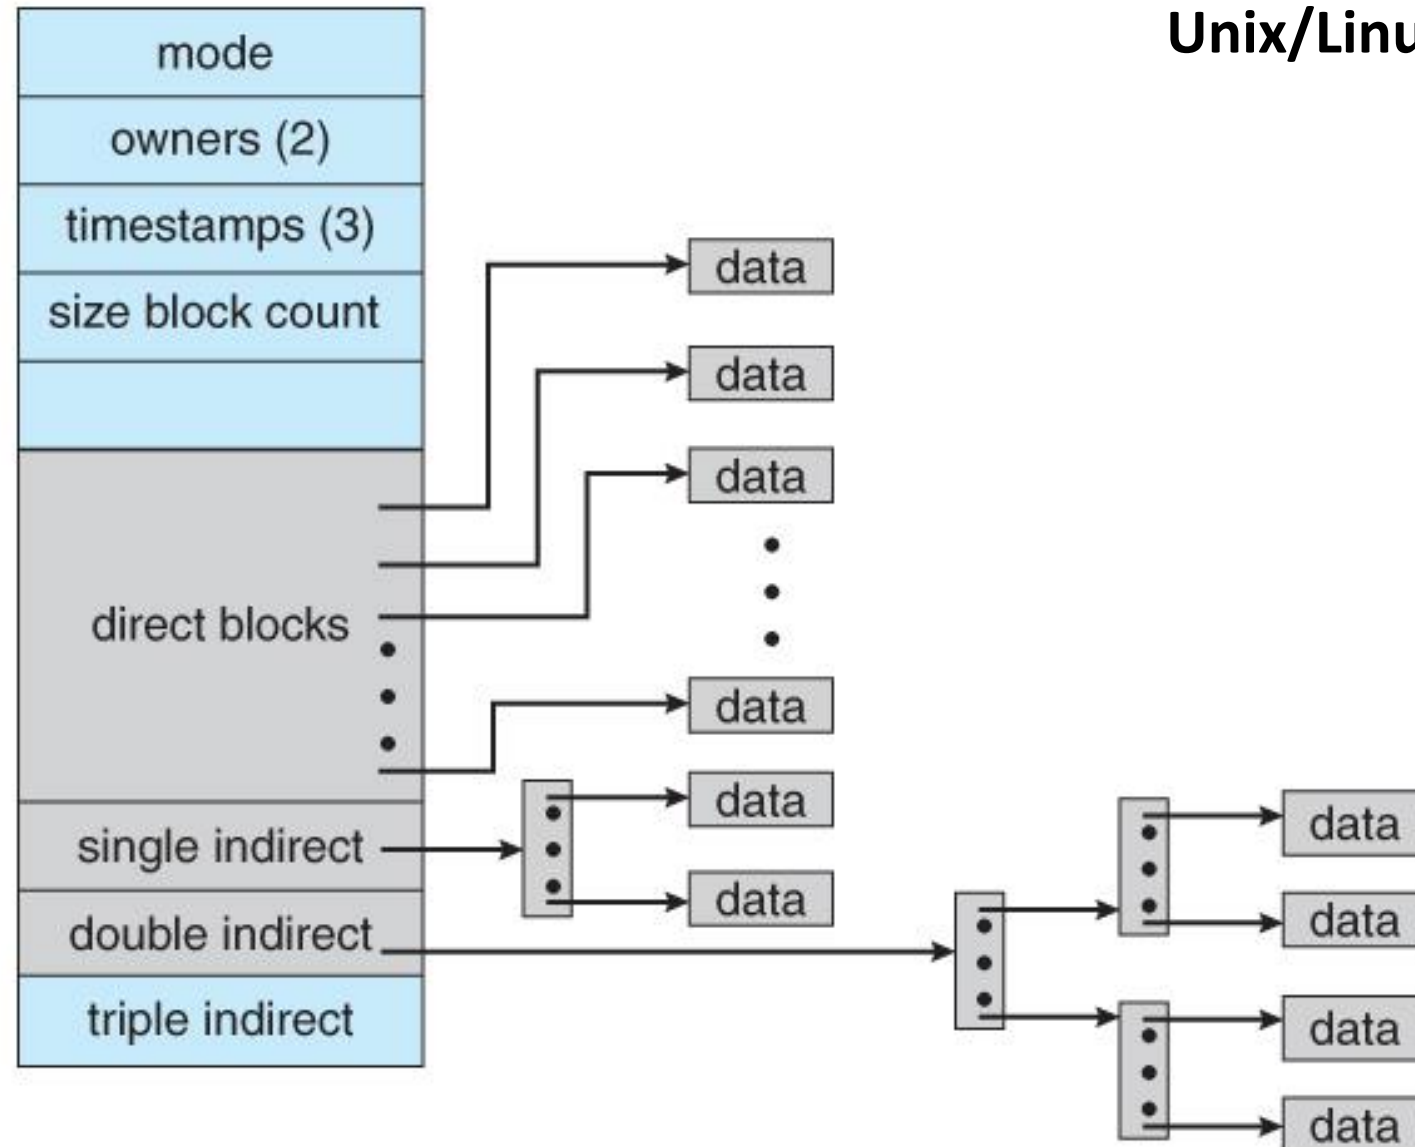 Unix/Linu
mode
owners (2)
timestamps (3)
size block count
direct blocks
single indirect
double indirect
triple indirect
data
data
data
data
data
data
data
data
data
data